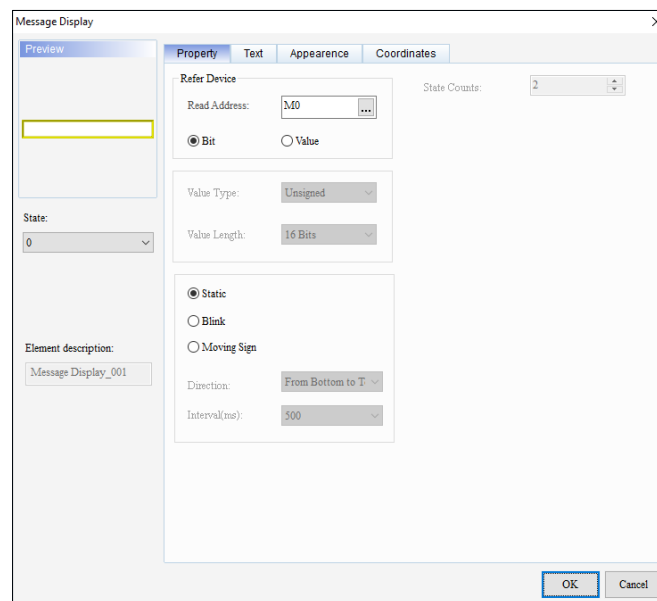 Message Display
Preview
Property Text Appearence Coordinates
Refer Device
Read Address: M0 ...
Bit Value
State Counts: 2
Value Type: Unsigned
Value Length: 16 Bits
State:
0
Static
Blink
Moving Sign
Direction: From Bottom to T
Interval(ms): 500
Element description:
Message Display_001
OK Cancel